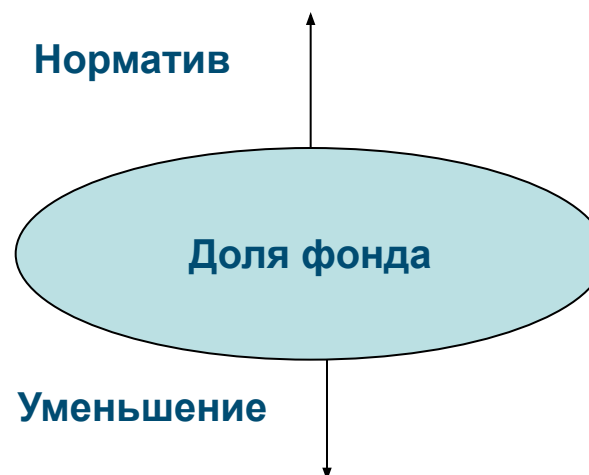 Норматив
Доля фонда
Уменьшение